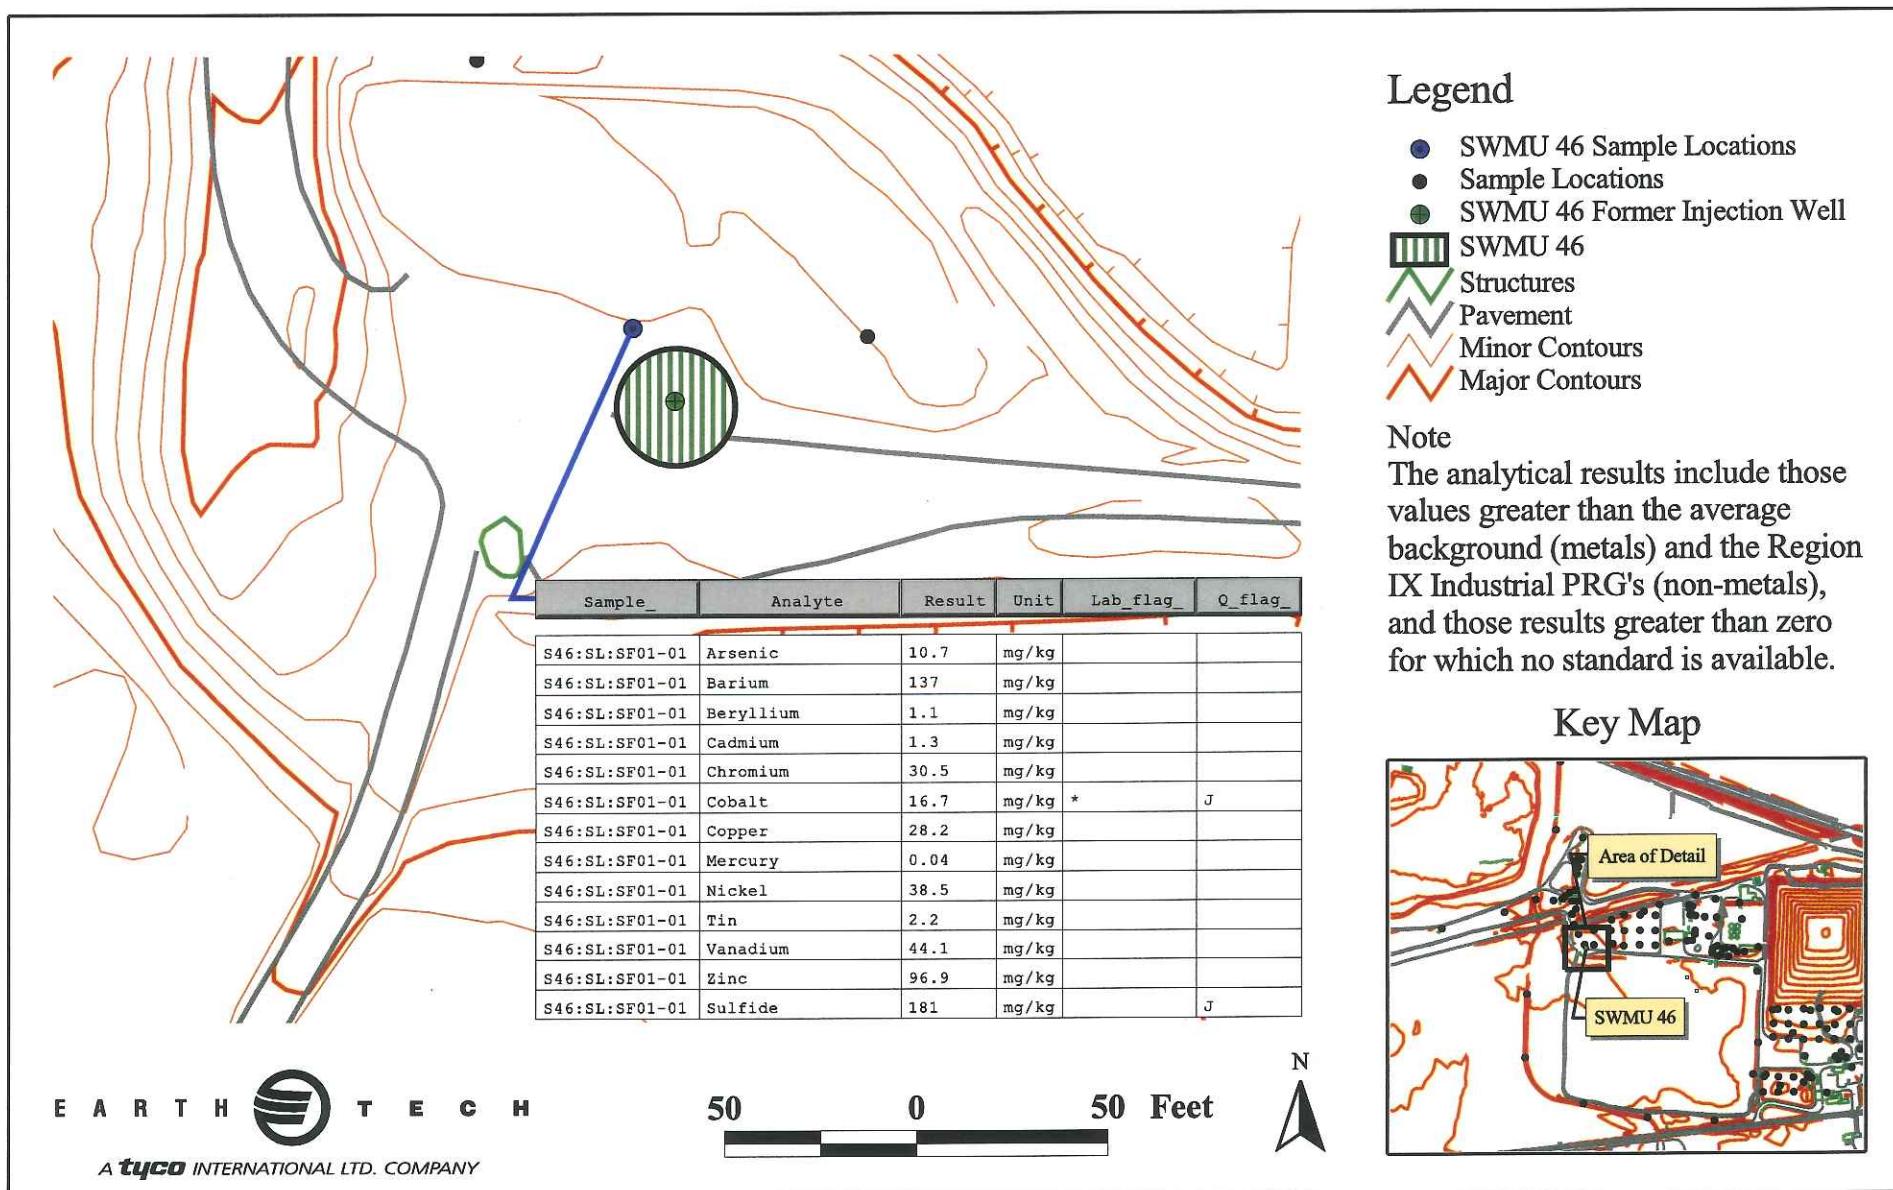 Legend
SWMU 46 Sample Locations
Sample Locations
SWMU 46 Former Injection Well
SWMU 46
Structures
Pavement
Minor Contours
Major Contours
Note
The analytical results include those
values greater than the average
background (metals) and the Region
IX Industrial PRG's (non-metals),
and those results greater than zero
for which no standard is available.
Key Map
Area of Detail
SWMU 46
Sample_ Analyte Result Unit Lab_flag_ Q_flag_
S46:SL:SF01-01 Arsenic 10.7 mg/kg
S46:SL:SF01-01 Barium 137 mg/kg
S46:SL:SF01-01 Beryllium 1.1 mg/kg
S46:SL:SF01-01 Cadmium 1.3 mg/kg
S46:SL:SF01-01 Chromium 30.5 mg/kg
S46:SL:SF01-01 Cobalt 16.7 mg/kg * J
S46:SL:SF01-01 Copper 28.2 mg/kg
S46:SL:SF01-01 Mercury 0.04 mg/kg
S46:SL:SF01-01 Nickel 38.5 mg/kg
S46:SL:SF01-01 Tin 2.2 mg/kg
S46:SL:SF01-01 Vanadium 44.1 mg/kg
S46:SL:SF01-01 Zinc 96.9 mg/kg
S46:SL:SF01-01 Sulfide 181 mg/kg J
EARTH TECH
A tyco INTERNATIONAL LTD. COMPANY
50 0 50 Feet
N